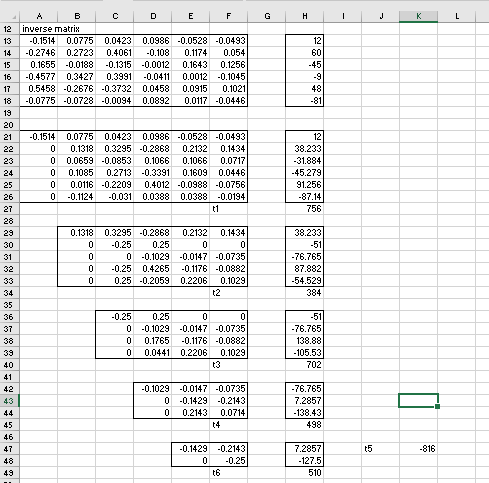 A B C D E F G H I J K L
12 inverse matrix
13 -0.1514 0.0775 0.0423 0.0986 -0.0528 -0.0493 12
14 -0.2746 0.2723 0.4061 -0.108 0.1174 0.054 60
15 0.1655 -0.0188 -0.1315 -0.0012 0.1643 0.1256 -45
16 -0.4577 0.3427 0.3991 -0.0411 0.0012 -0.1045 -9
17 0.5458 -0.2676 -0.3732 0.0458 0.0915 0.1021 48
18 -0.0775 -0.0728 -0.0094 0.0892 0.0117 -0.0446 -81
19
20
21 -0.1514 0.0775 0.0423 0.0986 -0.0528 -0.0493 12
22 0 0.1318 0.3295 -0.2868 0.2132 0.1434 38.233
23 0 0.0659 -0.0853 0.1066 0.1066 0.0717 -31.884
24 0 0.1085 0.2713 -0.3391 0.1609 0.0446 -45.279
25 0 0.0116 -0.2209 0.4012 -0.0988 -0.0756 91.256
26 0 -0.1124 -0.031 0.0388 0.0388 -0.0194 -87.14
27 t1 756
28
29 0.1318 0.3295 -0.2868 0.2132 0.1434 38.233
30 0 -0.25 0.25 0 0 -51
31 0 0 -0.1029 -0.0147 -0.0735 -76.765
32 0 -0.25 0.4265 -0.1176 -0.0882 87.882
33 0 0.25 -0.2059 0.2206 0.1029 -54.529
34 t2 384
35
36 -0.25 0.25 0 0 -51
37 0 -0.1029 -0.0147 -0.0735 -76.765
38 0 0.1765 -0.1176 -0.0882 138.88
39 0 0.0441 0.2206 0.1029 -105.53
40 t3 702
41
42 -0.1029 -0.0147 -0.0735 -76.765
43 0 -0.1429 -0.2143 7.2857
44 0 0.2143 0.0714 -138.43
45 t4 498
46
47 -0.1429 -0.2143 7.2857 t5 -816
48 0 -0.25 -127.5
49 t6 510